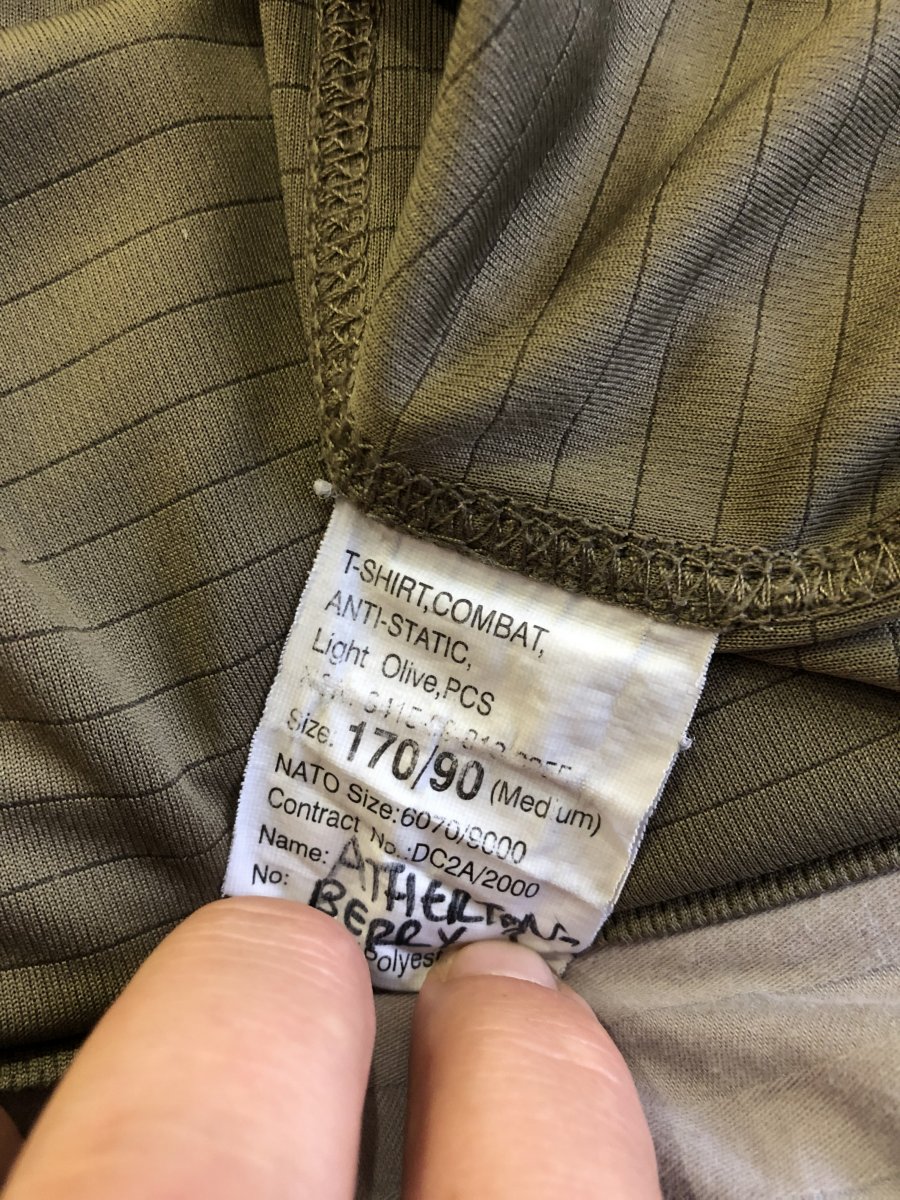 T-SHIRT,COMBAT,
ANTI-STATIC,
Light Olive,PCS
Size: 170/90 (Medium)
NATO Size:6070/9000
Contract No.:DC2A/2000
Name: ATHERTON-
No: BERRY
Polyes